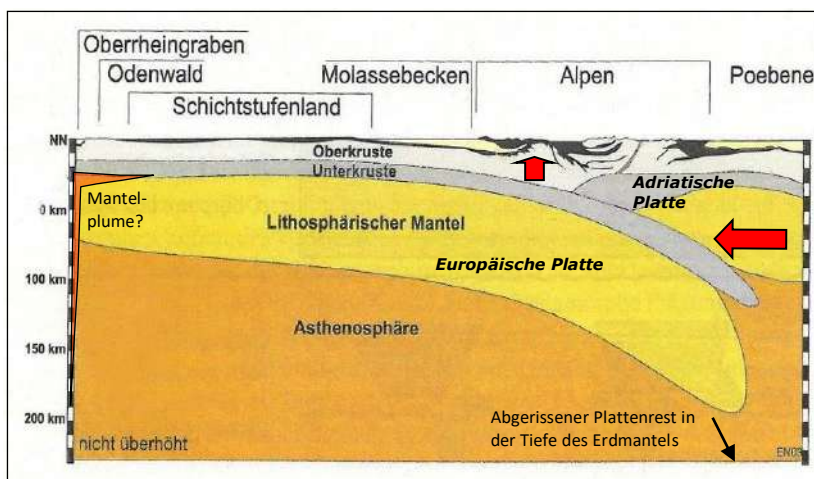 Oberrheingraben
Odenwald
Molassebecken
Alpen
Poebene
Schichtstufenland
NN
Oberkruste
Unterkruste
Adriatische
Platte
Mantel-
plume?
0 km
Lithosphärischer Mantel
Europäische Platte
100 km
Asthenosphäre
150 km
200 km
Abgerissener Plattenrest in
der Tiefe des Erdmantels
nicht überhöht
EN03